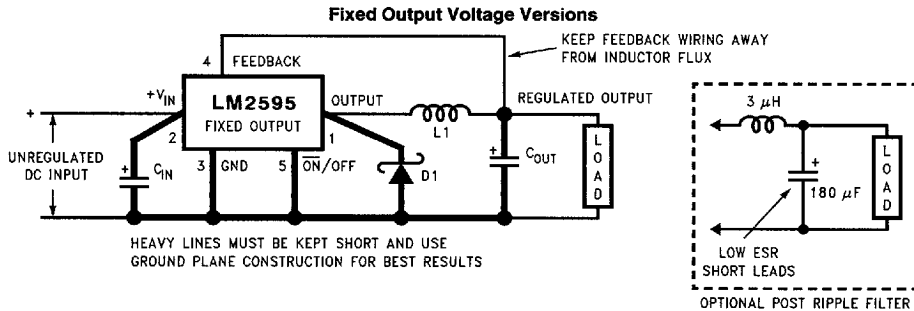 Fixed Output Voltage Versions
KEEP FEEDBACK WIRING AWAY
FROM INDUCTOR FLUX
4 FEEDBACK
+VIN
LM2595
FIXED OUTPUT
OUTPUT
REGULATED OUTPUT
+
2
1
L1
UNREGULATED
DC INPUT
+
CIN
3
GND
5
ON/OFF
D1
+
COUT
LOAD
HEAVY LINES MUST BE KEPT SHORT AND USE
GROUND PLANE CONSTRUCTION FOR BEST RESULTS
3 µH
+
180 µF
LOAD
LOW ESR
SHORT LEADS
OPTIONAL POST RIPPLE FILTER